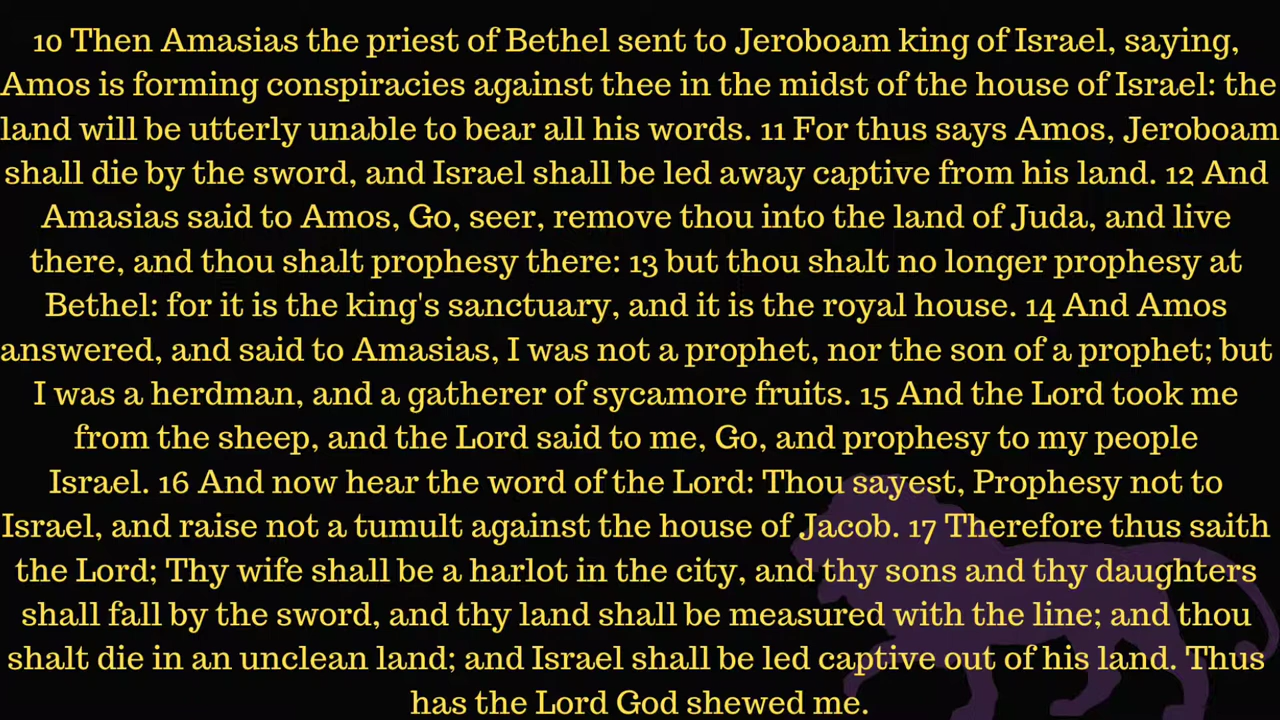 10 Then Amasias the priest of Bethel sent to Jeroboam king of Israel, saying,
Amos is forming conspiracies against thee in the midst of the house of Israel: the
land will be utterly unable to bear all his words. 11 For thus says Amos, Jeroboam
shall die by the sword, and Israel shall be led away captive from his land. 12 And
Amasias said to Amos, Go, seer, remove thou into the land of Juda, and live
there, and thou shalt prophesy there: 13 but thou shalt no longer prophesy at
Bethel: for it is the king's sanctuary, and it is the royal house. 14 And Amos
answered, and said to Amasias, I was not a prophet, nor the son of a prophet; but
I was a herdman, and a gatherer of sycamore fruits. 15 And the Lord took me
from the sheep, and the Lord said to me, Go, and prophesy to my people
Israel. 16 And now hear the word of the Lord: Thou sayest, Prophesy not to
Israel, and raise not a tumult against the house of Jacob. 17 Therefore thus saith
the Lord; Thy wife shall be a harlot in the city, and thy sons and thy daughters
shall fall by the sword, and thy land shall be measured with the line; and thou
shalt die in an unclean land; and Israel shall be led captive out of his land. Thus
has the Lord God shewed me.